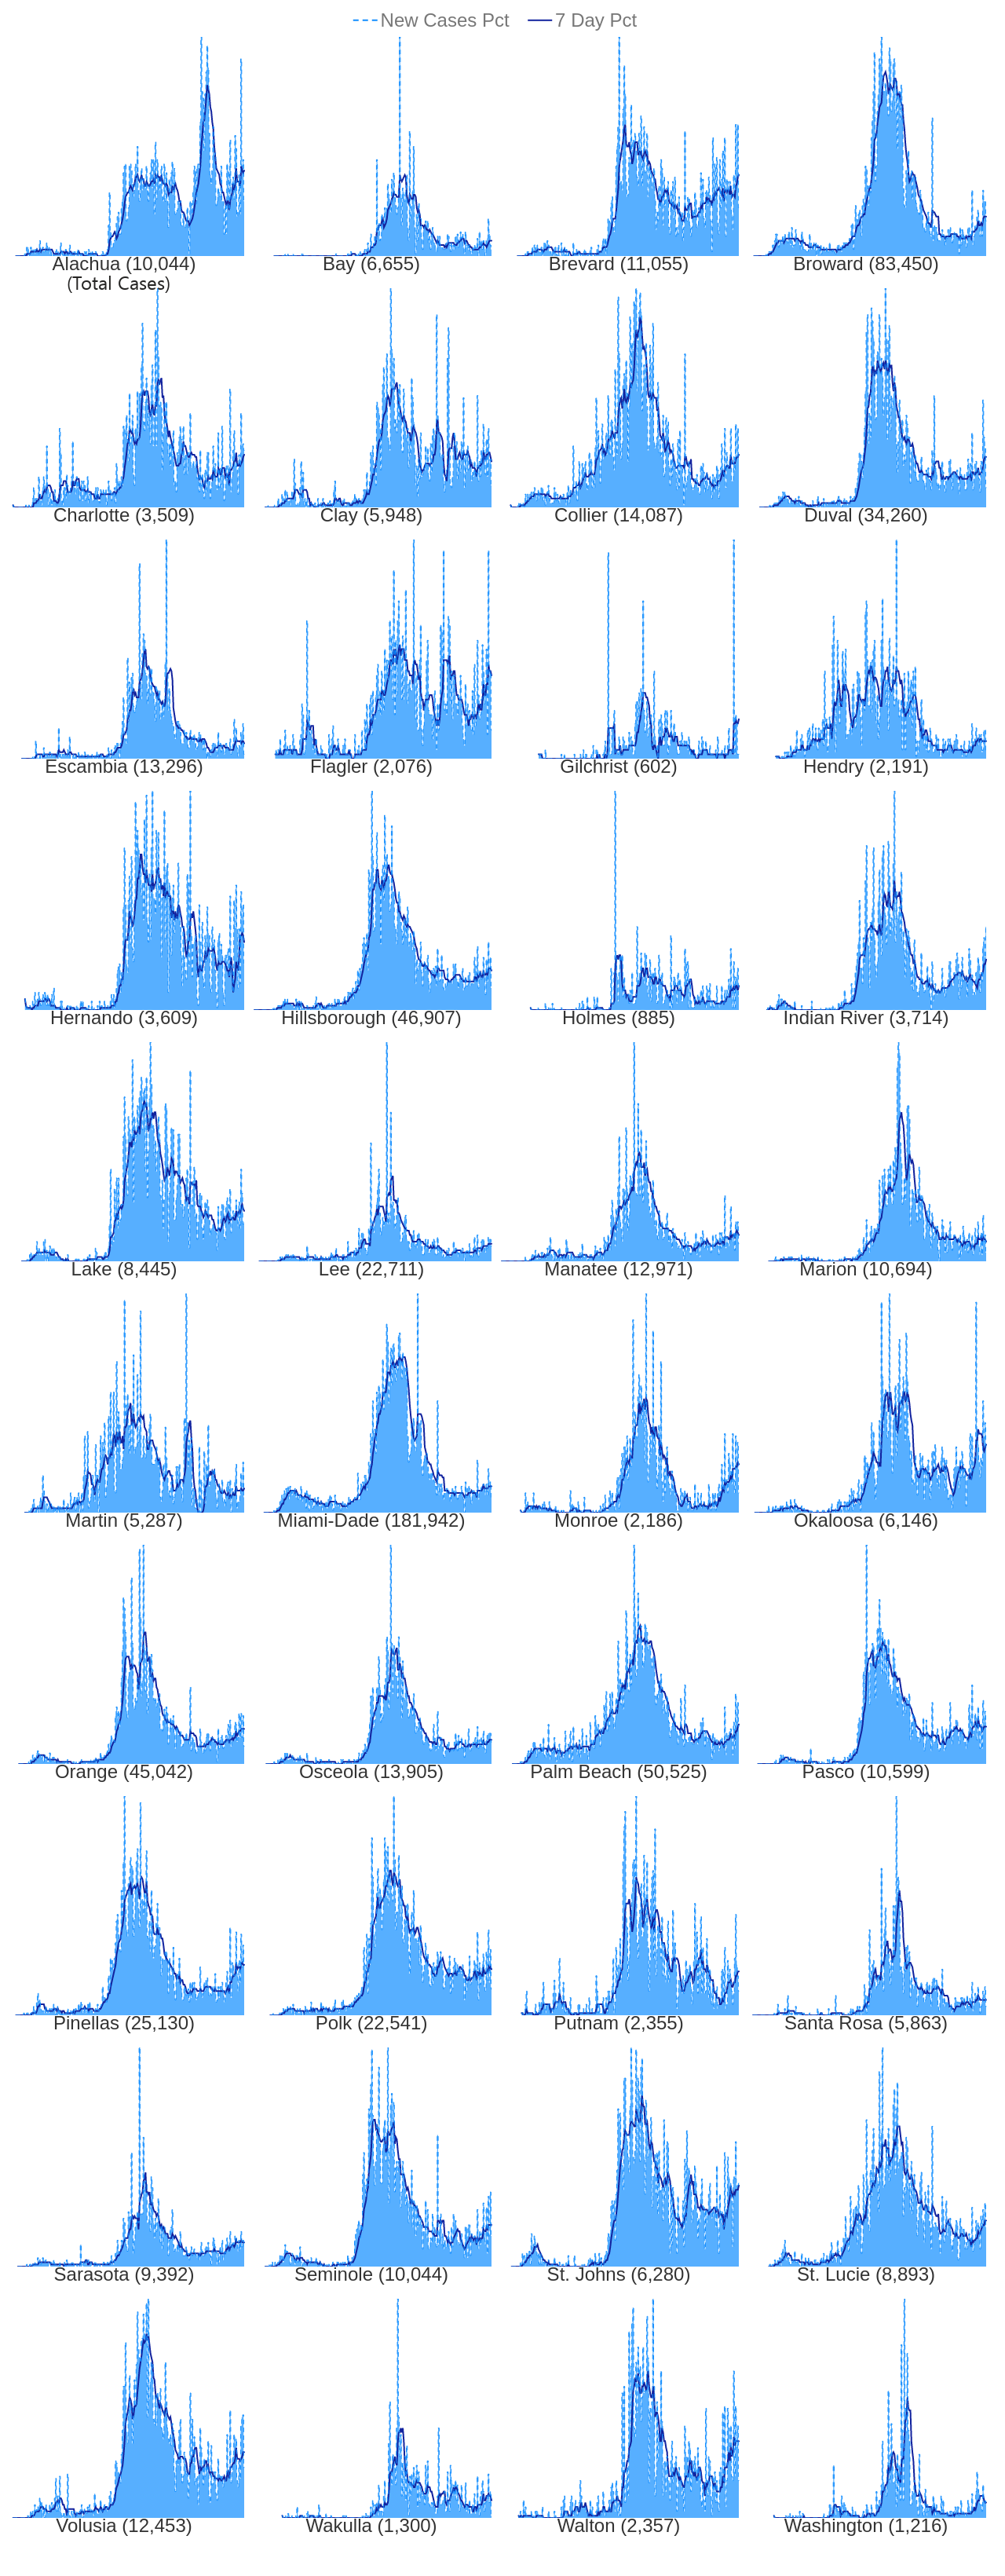 New Cases Pct 7 Day Pct
Alachua (10,044) Bay (6,655) Brevard (11,055) Broward (83,450)
(Total Cases)
Charlotte (3,509) Clay (5,948) Collier (14,087) Duval (34,260)
Escambia (13,296) Flagler (2,076) Gilchrist (602) Hendry (2,191)
Hernando (3,609) Hillsborough (46,907) Holmes (885) Indian River (3,714)
Lake (8,445) Lee (22,711) Manatee (12,971) Marion (10,694)
Martin (5,287) Miami-Dade (181,942) Monroe (2,186) Okaloosa (6,146)
Orange (45,042) Osceola (13,905) Palm Beach (50,525) Pasco (10,599)
Pinellas (25,130) Polk (22,541) Putnam (2,355) Santa Rosa (5,863)
Sarasota (9,392) Seminole (10,044) St. Johns (6,280) St. Lucie (8,893)
Volusia (12,453) Wakulla (1,300) Walton (2,357) Washington (1,216)